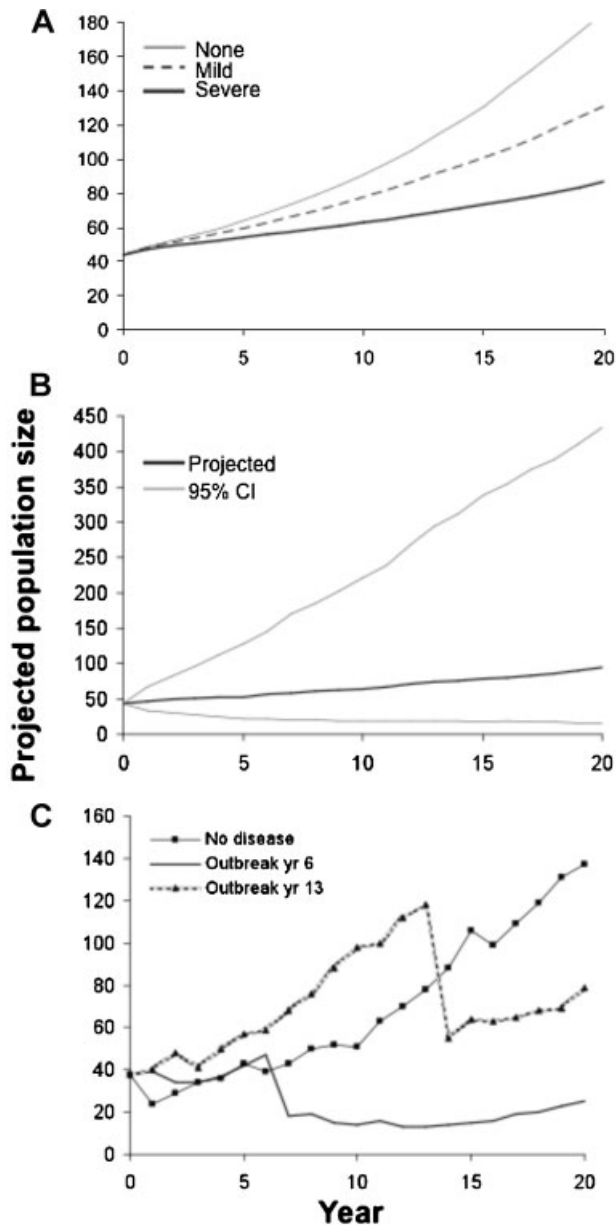 A
180
160
140
120
100
80
60
40
20
0
None
Mild
Severe
0 5 10 15 20
B
450
400
350
300
250
200
150
100
50
0
Projected
95% CI
0 5 10 15 20
Projected population size
C
160
140
120
100
80
60
40
20
0
No disease
Outbreak yr 6
Outbreak yr 13
0 5 10 15 20
Year